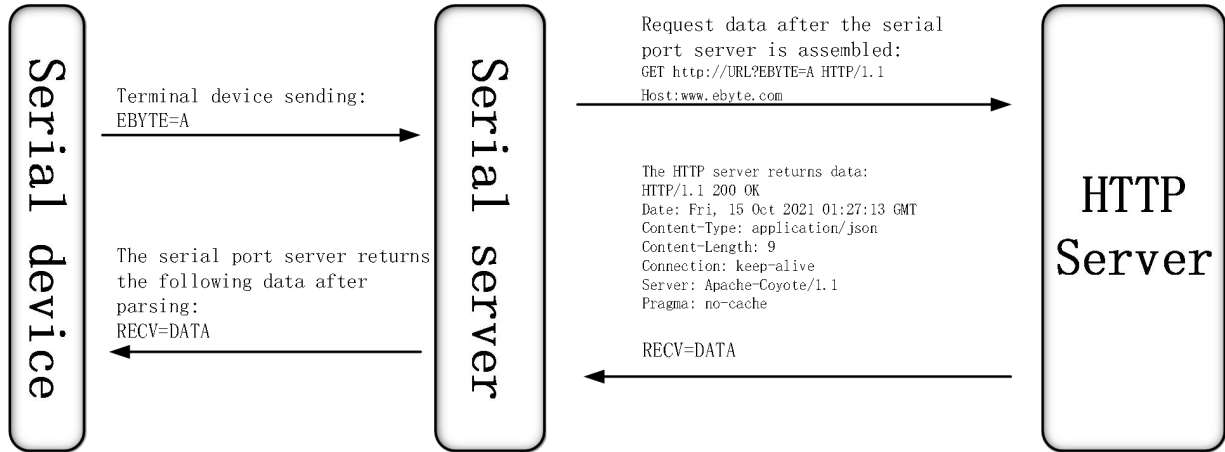 Serial device
Terminal device sending:
EBYTE=A
The serial port server returns
the following data after
parsing:
RECV=DATA
Serial server
Request data after the serial
port server is assembled:
GET http://URL?EBYTE=A HTTP/1.1
Host:www.ebyte.com
The HTTP server returns data:
HTTP/1.1 200 OK
Date: Fri, 15 Oct 2021 01:27:13 GMT
Content-Type: application/json
Content-Length: 9
Connection: keep-alive
Server: Apache-Coyote/1.1
Pragma: no-cache
RECV=DATA
HTTP
Server